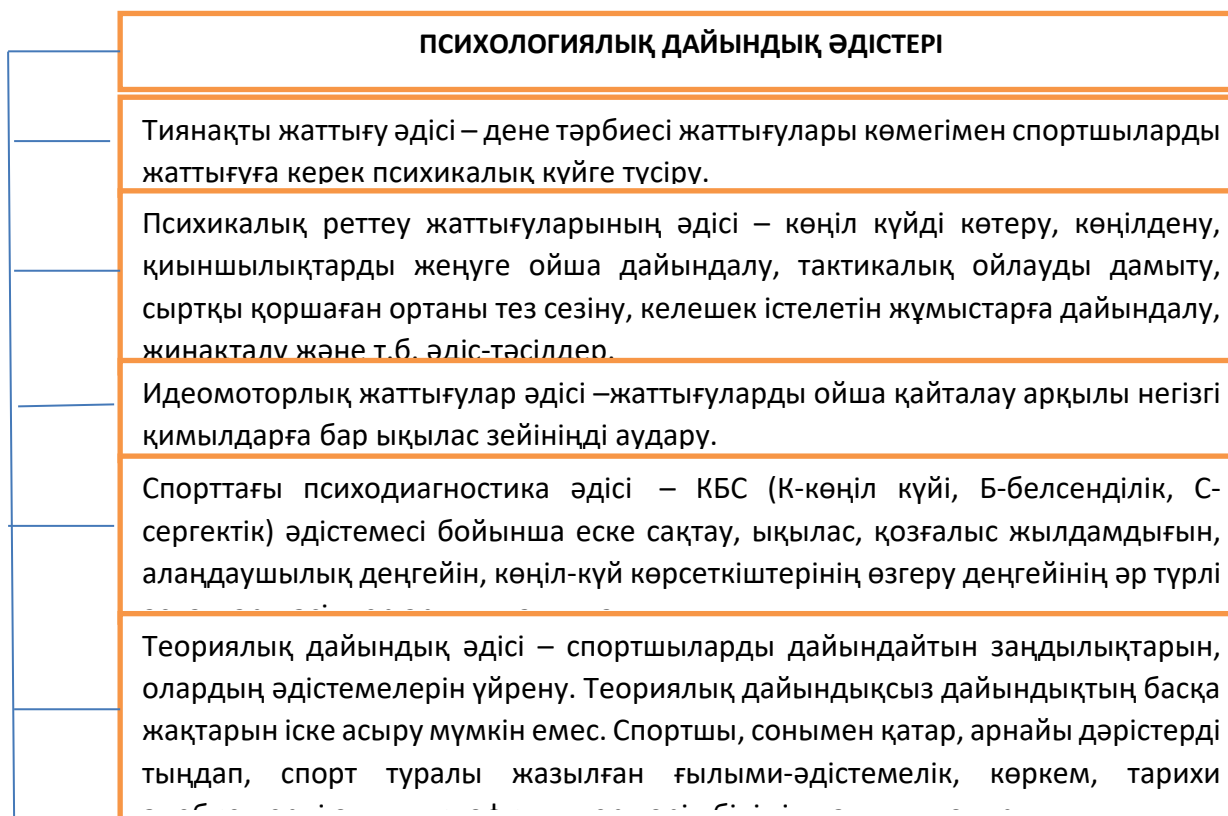 ПСИХОЛОГИЯЛЫҚ ДАЙЫНДЫҚ ӘДІСТЕРІ
Тиянақты жаттығу әдісі – дене тәрбиесі жаттығулары көмегімен спортшыларды
жаттығуға керек психикалық күйге түсіру.
Психикалық реттеу жаттығуларының әдісі – көңіл күйді көтеру, көңілдену,
қиыншылықтарды жеңуге ойша дайындалу, тактикалық ойлауды дамыту,
сыртқы қоршаған ортаны тез сезіну, келешек істелетін жұмыстарға дайындалу,
жинақталу және т.б. әдіс-тәсілдер.
Идеомоторлық жаттығулар әдісі –жаттығуларды ойша қайталау арқылы негізгі
қимылдарға бар ықылас зейініңді аудару.
Спорттағы психодиагностика әдісі – КБС (К-көңіл күйі, Б-белсенділік, С-
сергектік) әдістемесі бойынша еске сақтау, ықылас, қозғалыс жылдамдығын,
алаңдаушылық деңгейін, көңіл-күй көрсеткіштерінің өзгеру деңгейінің әр түрлі
Теориялық дайындық әдісі – спортшыларды дайындайтын заңдылықтарын,
олардың әдістемелерін үйрену. Теориялық дайындықсыз дайындықтың басқа
жақтарын іске асыру мүмкін емес. Спортшы, сонымен қатар, арнайы дәрістерді
тыңдап, спорт туралы жазылған ғылыми-әдістемелік, көркем, тарихи